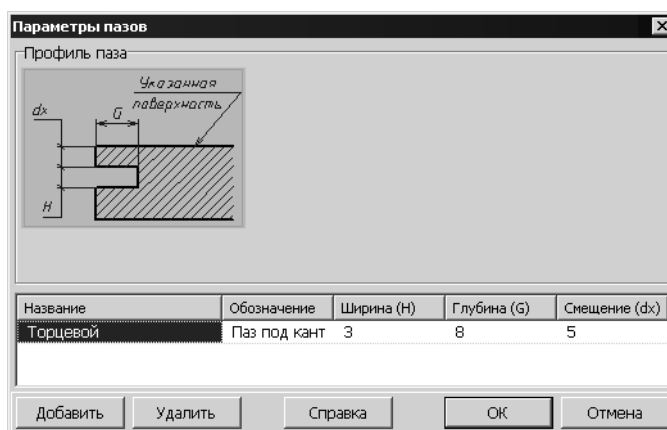 Параметры пазов
Профиль паза
Указанная
поверхность
dx
G
H
Название Обозначение Ширина (H) Глубина (G) Смещение (dx)
Торцевой Паз под кант 3 8 5
Добавить Удалить Справка ОК Отмена